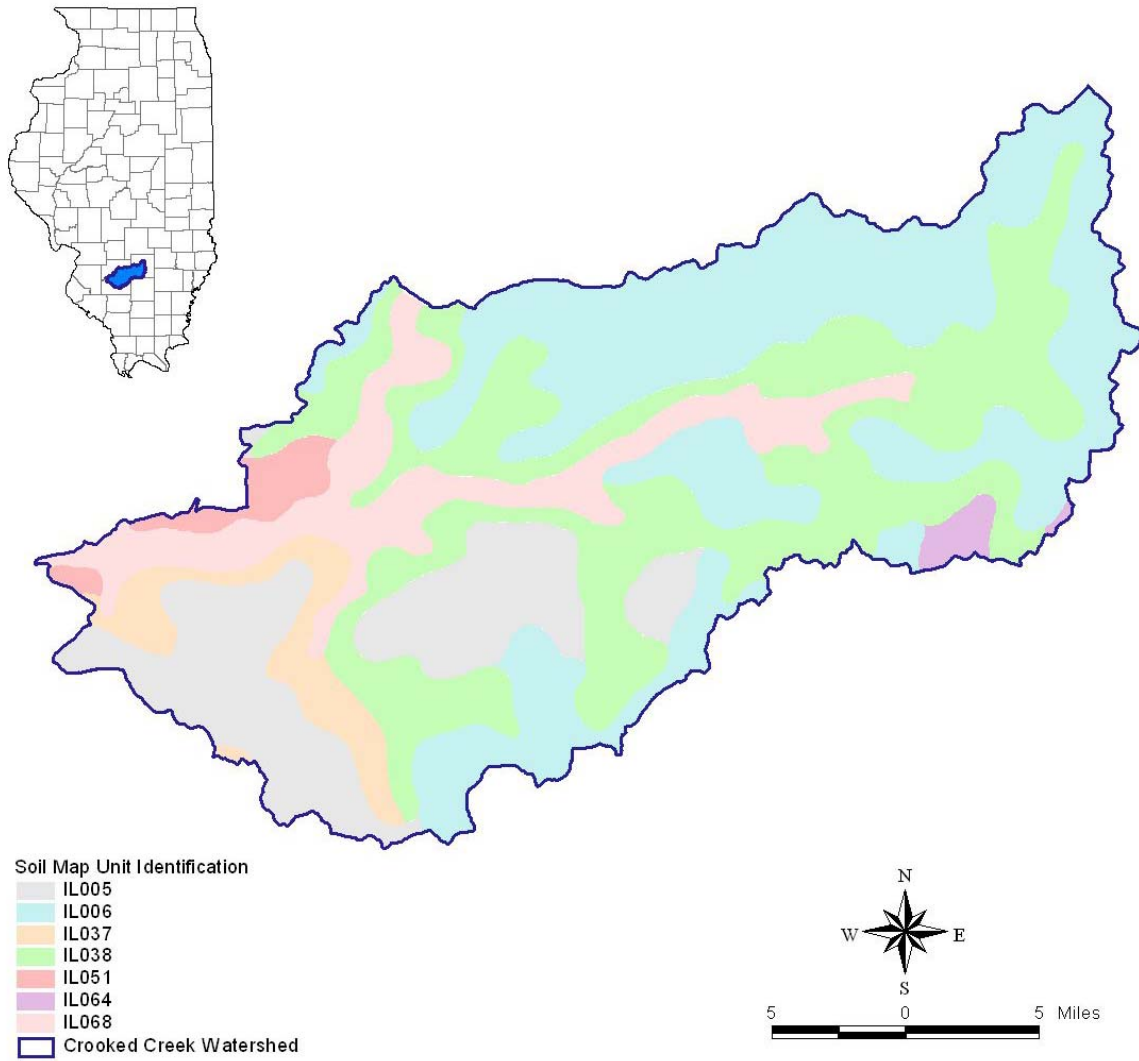 Soil Map Unit Identification
IL005
IL006
IL037
IL038
IL051
IL064
IL068
Crooked Creek Watershed
N
W E
S
5 0 5 Miles